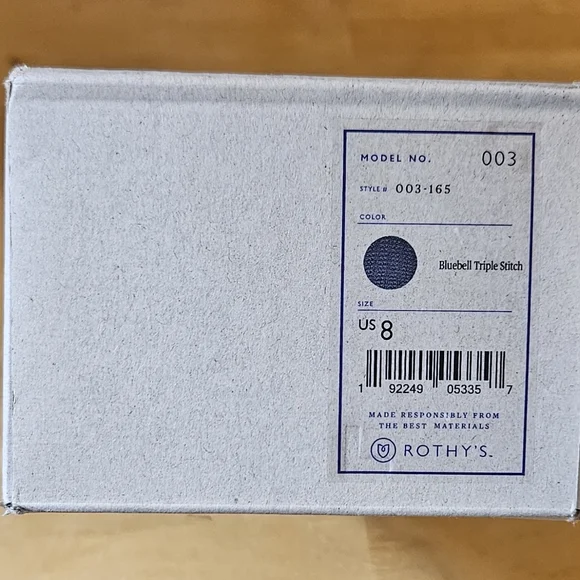 MODEL NO. 003
STYLE # 003-165
COLOR
Bluebell Triple Stitch
SIZE
US 8
1 92249 05335 7
MADE RESPONSIBLY FROM
THE BEST MATERIALS
ROTHY'S™